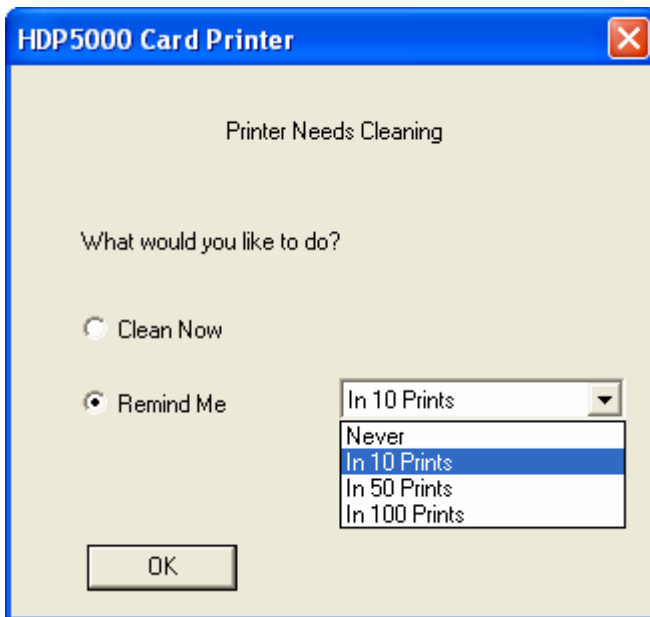 HDP5000 Card Printer
Printer Needs Cleaning
What would you like to do?
Clean Now
Remind Me
In 10 Prints
Never
In 10 Prints
In 50 Prints
In 100 Prints
OK